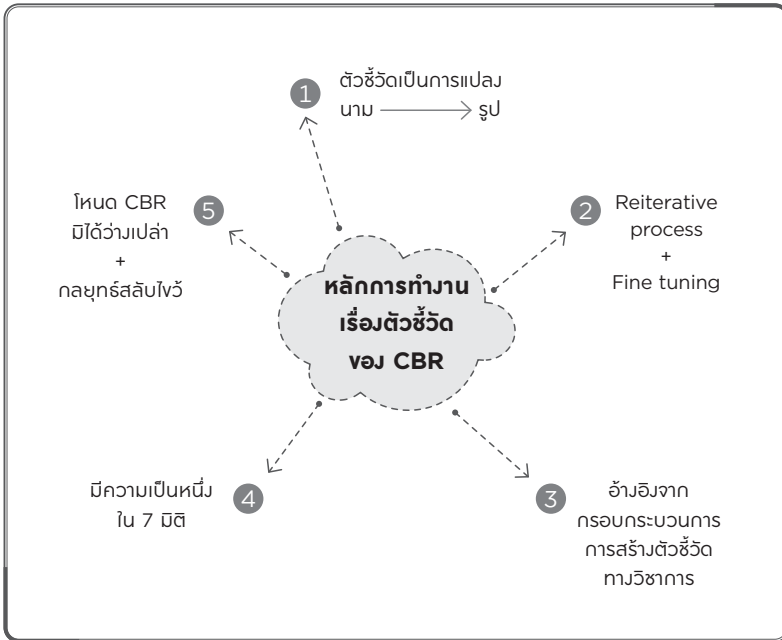 หลักการทำงาน
เรื่องตัวชี้วัด
ของ CBR
1
ตัวชี้วัดเป็นการแปลง
นาม → รูป
2
Reiterative
process
+
Fine tuning
3
อ้างอิงจาก
กรอบกระบวนการ
การสร้างตัวชี้วัด
ทางวิชาการ
4
มีความเป็นหนึ่ง
ใน 7 มิติ
5
โหนด CBR
มิได้ว่างเปล่า
+
กลยุทธ์สลับไขว้